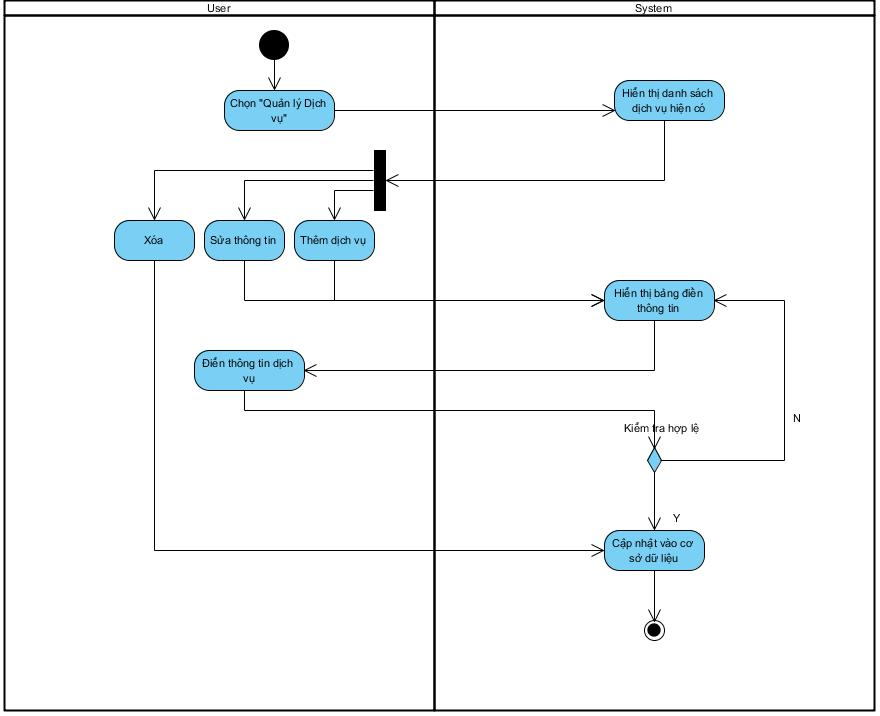 User
System
Chọn "Quản lý Dịch
vụ"
Hiển thị danh sách
dịch vụ hiện có
Xóa
Sửa thông tin
Thêm dịch vụ
Hiển thị bảng điền
thông tin
Điền thông tin dịch
vụ
Kiểm tra hợp lệ
N
Y
Cập nhật vào cơ
sở dữ liệu